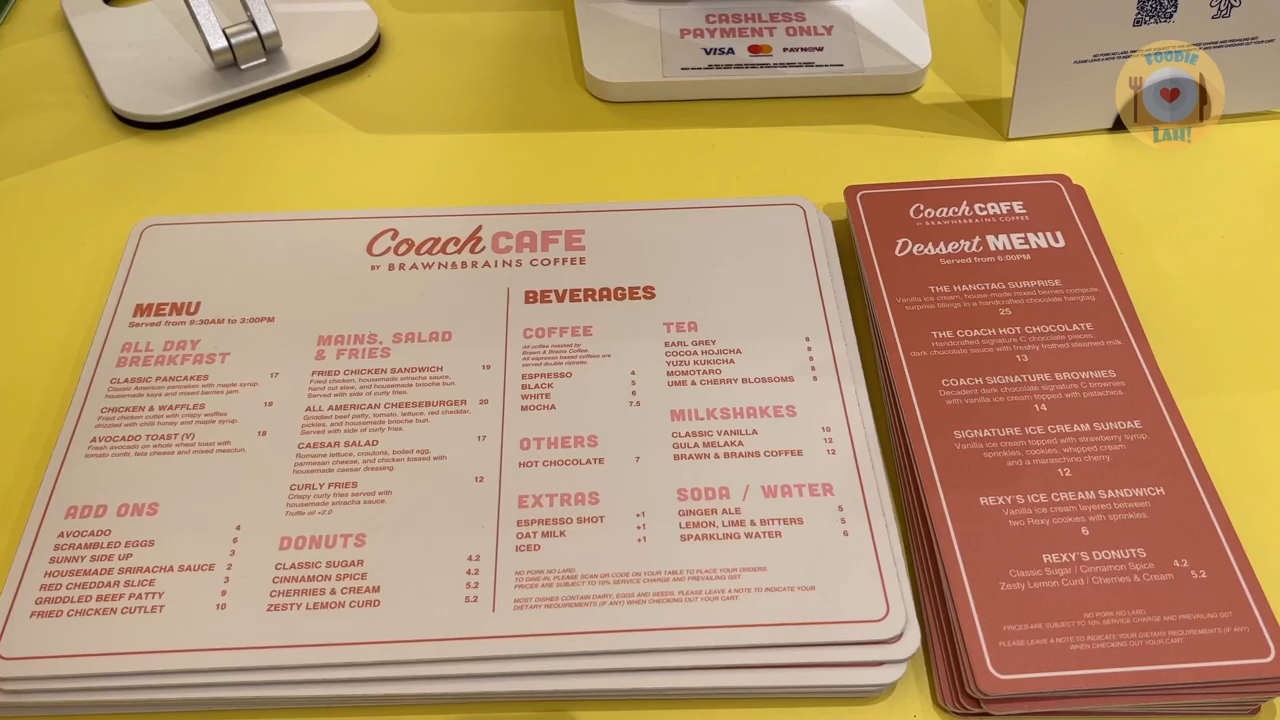 CASHLESS
PAYMENT ONLY
VISA PAYNOW
FOODIE
LAH!
Coach CAFE
BY BRAWN&BRAINS COFFEE
MENU
Served from 9:30AM to 3:00PM
ALL DAY
BREAKFAST
CLASSIC PANCAKES 17
Classic American pancakes with maple syrup,
housemade kaya and mixed berries jam.
CHICKEN & WAFFLES 19
Fried chicken cutlet with crispy waffles
drizzled with chilli honey and maple syrup.
AVOCADO TOAST (V) 18
Fresh avocado on whole wheat toast with
tomato confit, feta cheese and mixed mesclun.
ADD ONS
AVOCADO 4
SCRAMBLED EGGS 6
SUNNY SIDE UP 3
HOUSEMADE SRIRACHA SAUCE 2
RED CHEDDAR SLICE 3
GRIDDLED BEEF PATTY 9
FRIED CHICKEN CUTLET 10
MAINS, SALAD
& FRIES
FRIED CHICKEN SANDWICH 19
Fried chicken, housemade sriracha sauce,
hand cut slaw, and housemade brioche bun.
Served with side of curly fries.
ALL AMERICAN CHEESEBURGER 20
Griddled beef patty, tomato, lettuce, red cheddar,
pickles, and housemade brioche bun.
Served with side of curly fries.
CAESAR SALAD 17
Romaine lettuce, croutons, boiled egg,
parmesan cheese, and chicken tossed with
housemade caesar dressing.
CURLY FRIES 12
Crispy curly fries served with
housemade sriracha sauce.
Truffle oil +2.0
DONUTS
CLASSIC SUGAR 4.2
CINNAMON SPICE 4.2
CHERRIES & CREAM 5.2
ZESTY LEMON CURD 5.2
BEVERAGES
COFFEE
All coffee roasted by
Brawn & Brains Coffee.
All espresso based coffees are
served double ristretto.
ESPRESSO 4
BLACK 5
WHITE 6
MOCHA 7.5
OTHERS
HOT CHOCOLATE 7
EXTRAS
ESPRESSO SHOT +1
OAT MILK +1
ICED +1
TEA
EARL GREY 8
COCOA HOJICHA 8
YUZU KUKICHA 8
MOMOTARO 8
UME & CHERRY BLOSSOMS 8
MILKSHAKES
CLASSIC VANILLA 10
GULA MELAKA 12
BRAWN & BRAINS COFFEE 12
SODA / WATER
GINGER ALE 5
LEMON, LIME & BITTERS 5
SPARKLING WATER 6
NO PORK NO LARD.
TO DINE-IN, PLEASE SCAN QR CODE ON YOUR TABLE TO PLACE YOUR ORDERS.
PRICES ARE SUBJECT TO 10% SERVICE CHARGE AND PREVAILING GST.
MOST DISHES CONTAIN DAIRY, EGGS AND SEEDS. PLEASE LEAVE A NOTE TO INDICATE YOUR
DIETARY REQUIREMENTS (IF ANY) WHEN CHECKING OUT YOUR CART.
Coach CAFE
BY BRAWN&BRAINS COFFEE
Dessert MENU
Served from 6:00PM
THE HANGTAG SURPRISE
Vanilla ice cream, house-made mixed berries compote,
surprise fillings in a handcrafted chocolate hangtag.
25
THE COACH HOT CHOCOLATE
Handcrafted signature C chocolate pieces,
dark chocolate sauce with freshly frothed steamed milk.
13
COACH SIGNATURE BROWNIES
Decadent dark chocolate signature C brownies
with vanilla ice cream topped with pistachios.
14
SIGNATURE ICE CREAM SUNDAE
Vanilla ice cream topped with strawberry syrup,
sprinkles, cookies, whipped cream
and a maraschino cherry.
12
REXY'S ICE CREAM SANDWICH
Vanilla ice cream layered between
two Rexy cookies with sprinkles.
6
REXY'S DONUTS
Classic Sugar / Cinnamon Spice 4.2
Zesty Lemon Curd / Cherries & Cream 5.2
NO PORK NO LARD.
PRICES ARE SUBJECT TO 10% SERVICE CHARGE AND PREVAILING GST.
PLEASE LEAVE A NOTE TO INDICATE YOUR DIETARY REQUIREMENTS (IF ANY)
WHEN CHECKING OUT YOUR CART.